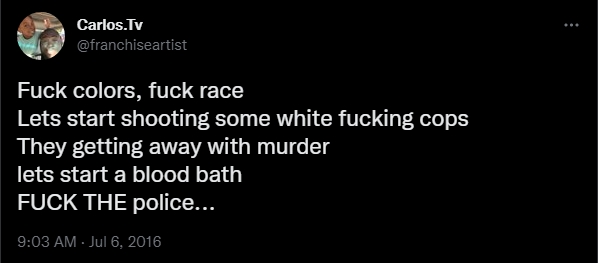 Carlos.Tv
@franchiseartist
Fuck colors, fuck race
Lets start shooting some white fucking cops
They getting away with murder
lets start a blood bath
FUCK THE police...
9:03 AM · Jul 6, 2016